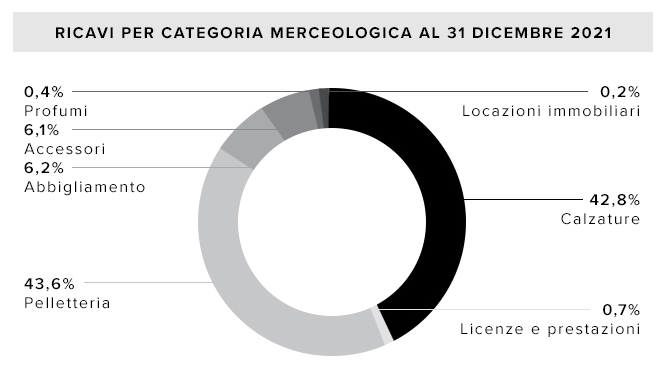 RICAVI PER CATEGORIA MERCEOLOGICA AL 31 DICEMBRE 2021
0,4%
Profumi
6,1%
Accessori
6,2%
Abbigliamento
43,6%
Pelletteria
0,2%
Locazioni immobiliari
42,8%
Calzature
0,7%
Licenze e prestazioni